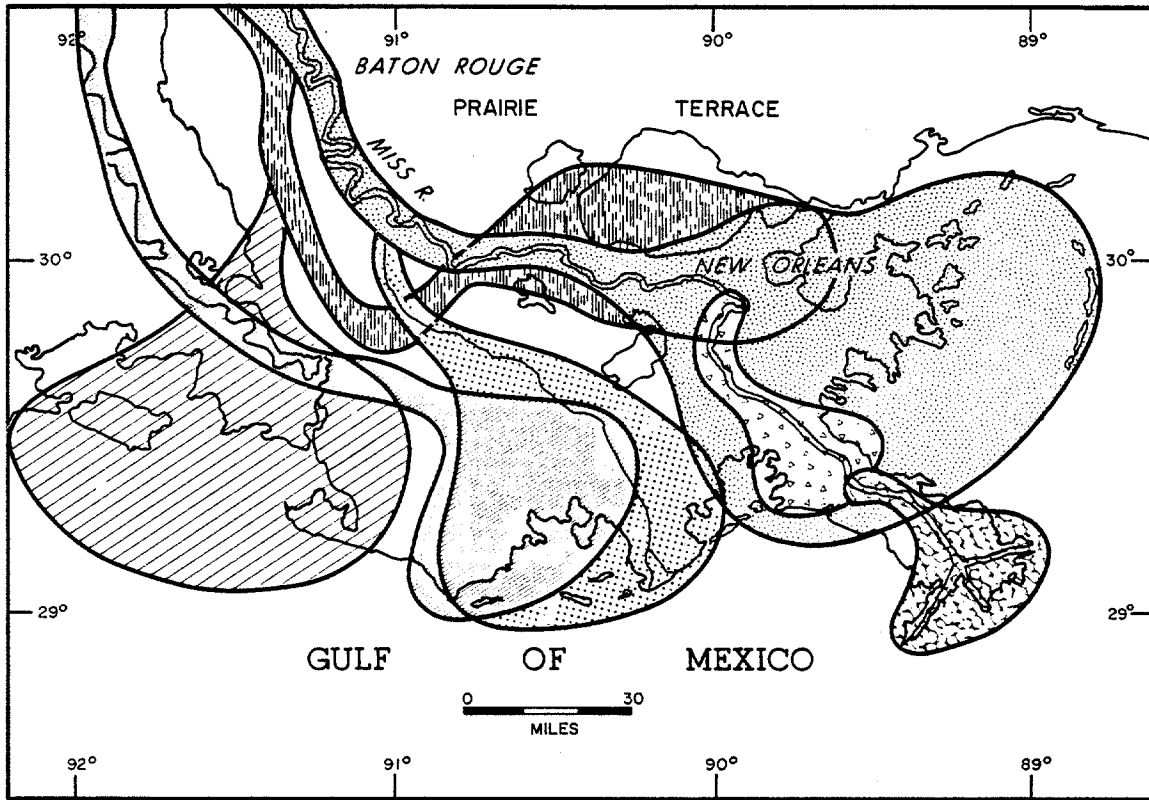 92° 91° 90° 89°
BATON ROUGE
PRAIRIE TERRACE
MISS R.
30° NEW ORLEANS 30°
29° 29°
GULF OF MEXICO
0 30
MILES
92° 91° 90° 89°